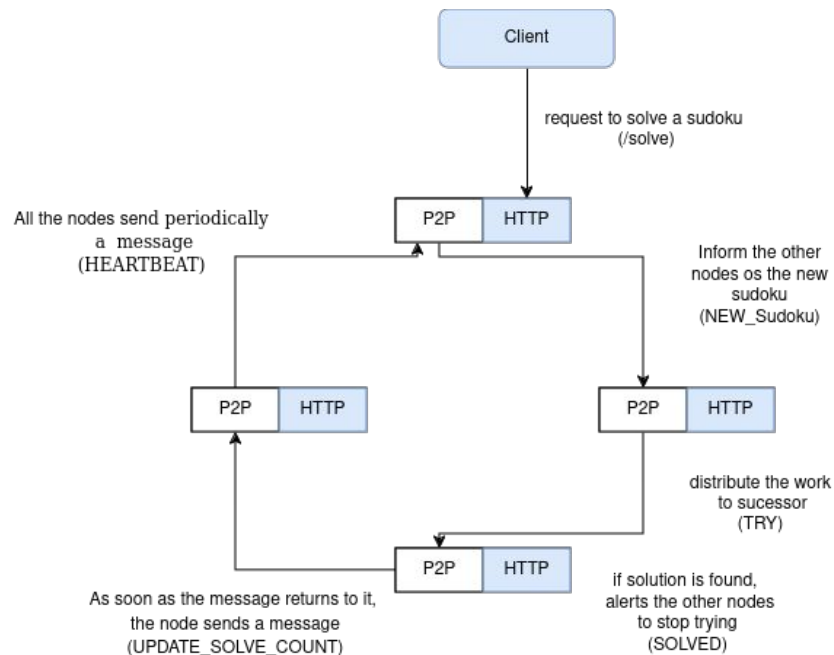 Client
request to solve a sudoku
(/solve)
P2P
HTTP
All the nodes send periodically
a message
(HEARTBEAT)
Inform the other
nodes os the new
sudoku
(NEW_Sudoku)
P2P
HTTP
P2P
HTTP
distribute the work
to sucessor
(TRY)
P2P
HTTP
if solution is found,
alerts the other nodes
to stop trying
(SOLVED)
As soon as the message returns to it,
the node sends a message
(UPDATE_SOLVE_COUNT)